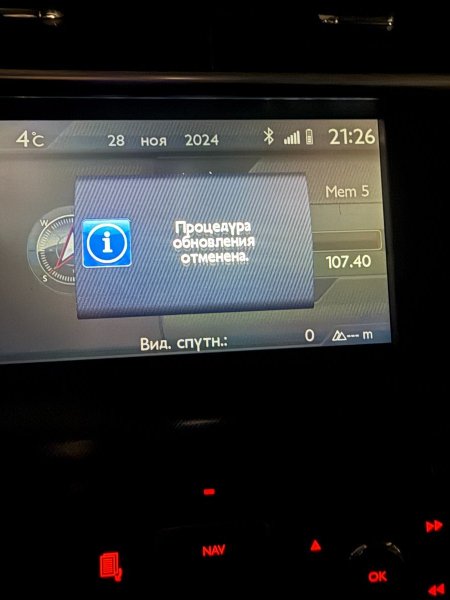 4°C 28 ноя 2024 21:26
Mem 5
W
Процедура
обновления
отменена.
107.40
S
Вид. спутн.: 0 --- m
NAV
OK